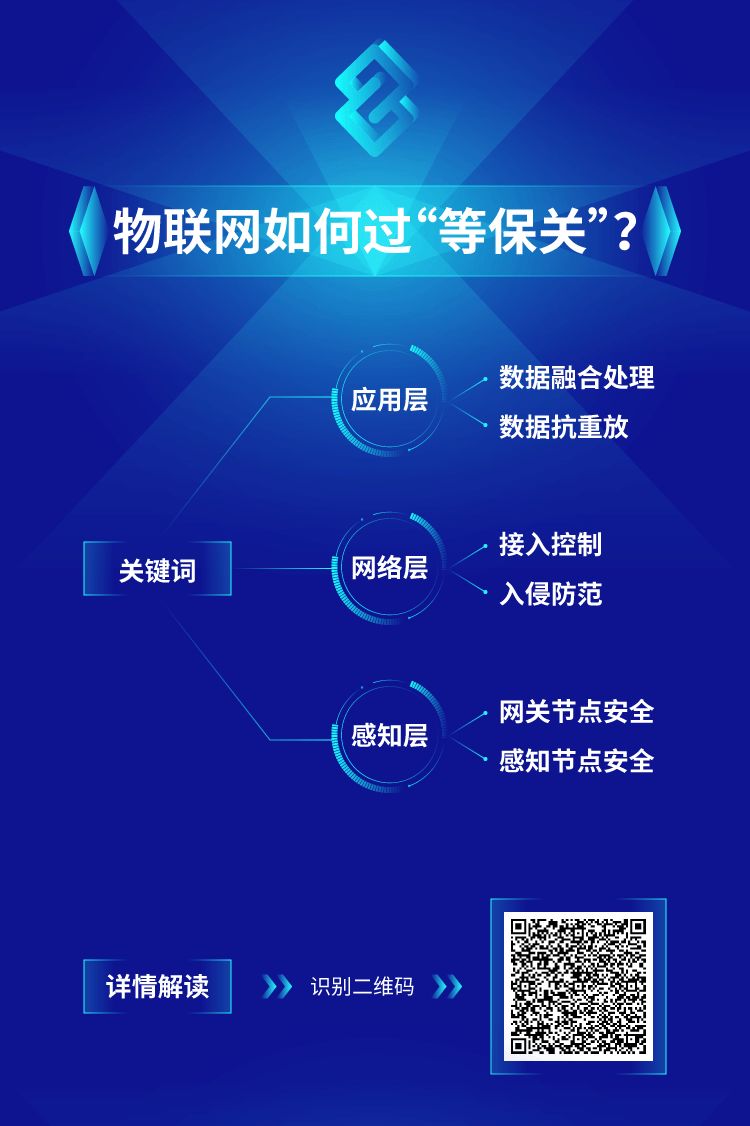 物联网如何过“等保关”？
应用层
数据融合处理
数据抗重放
关键词
网络层
接入控制
入侵防范
感知层
网关节点安全
感知节点安全
详情解读
识别二维码